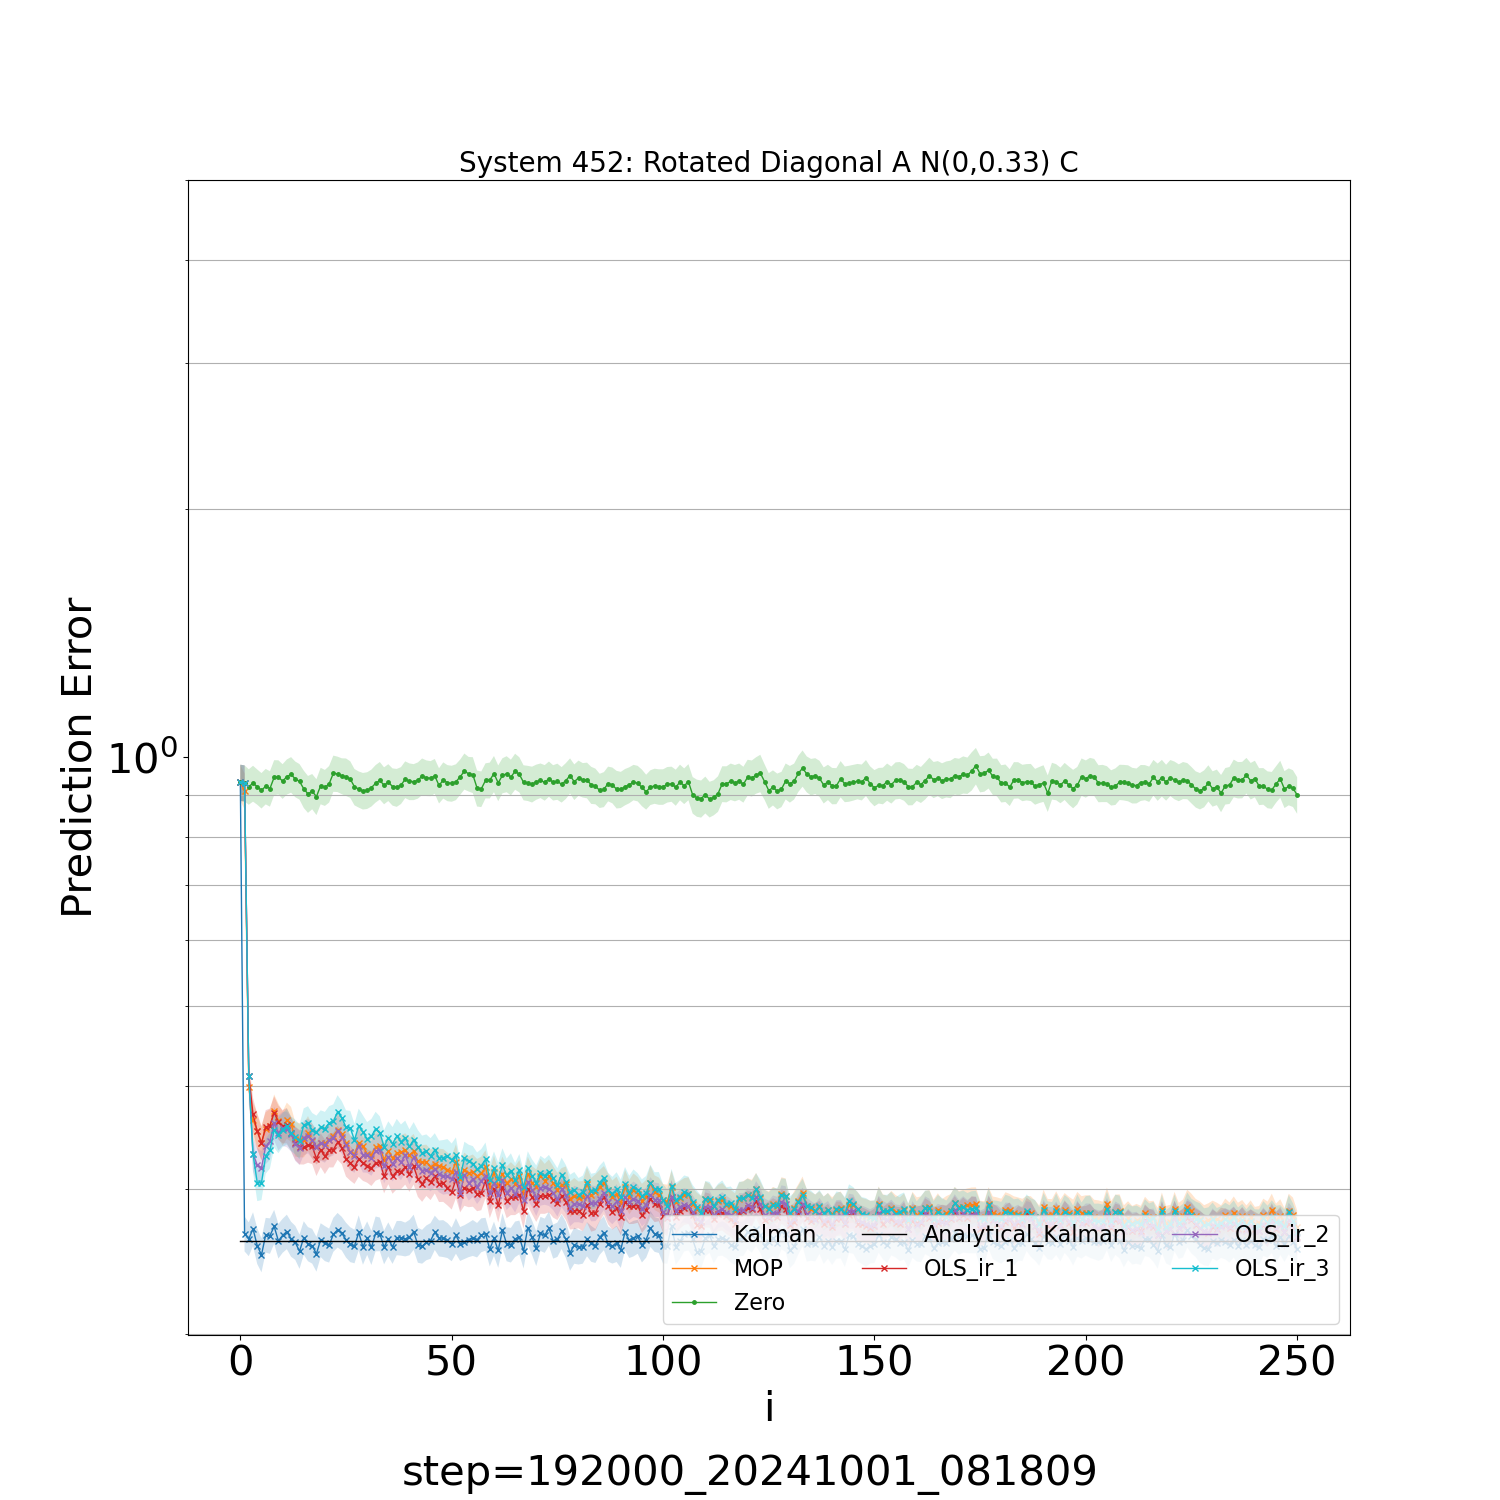 System 452: Rotated Diagonal A N(0,0.33) C
Prediction Error
10⁰
Kalman
MOP
Zero
Analytical_Kalman
OLS_ir_1
OLS_ir_2
OLS_ir_3
0 50 100 150 200 250
i
step=192000_20241001_081809